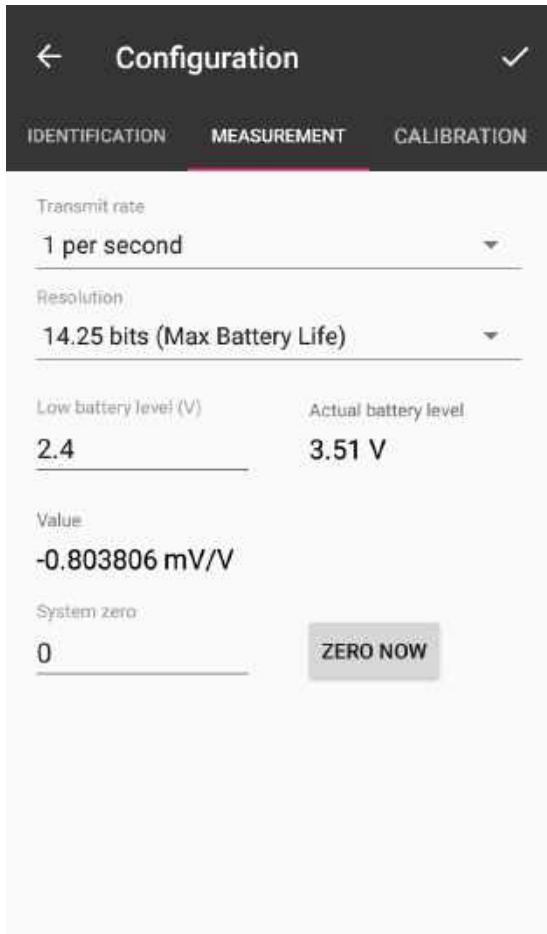 Configuration
IDENTIFICATION MEASUREMENT CALIBRATION
Transmit rate
1 per second
Resolution
14.25 bits (Max Battery Life)
Low battery level (V) Actual battery level
2.4 3.51 V
Value
-0.803806 mV/V
System zero
0 ZERO NOW